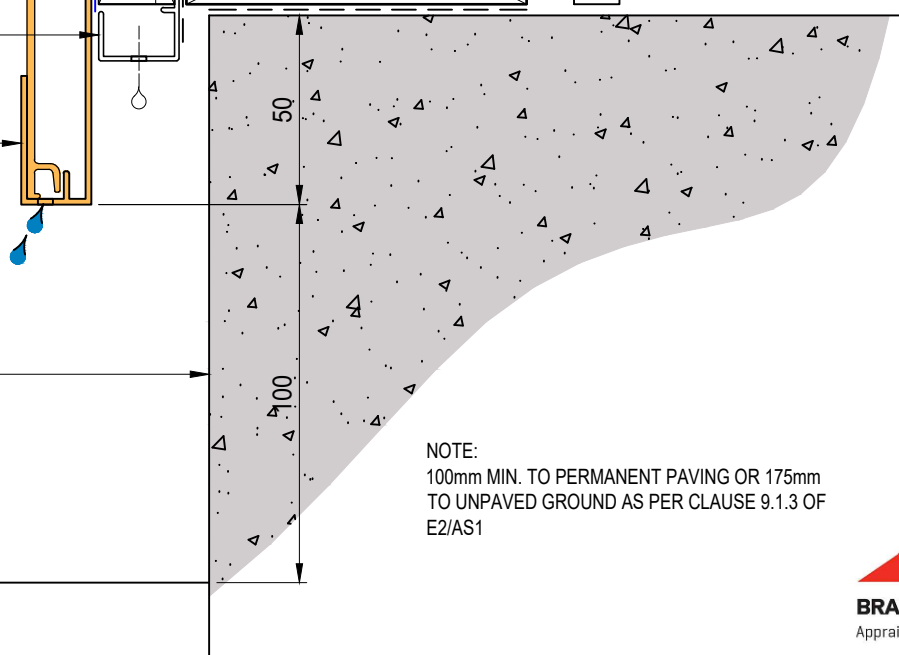 50
100
NOTE:
100mm MIN. TO PERMANENT PAVING OR 175mm
TO UNPAVED GROUND AS PER CLAUSE 9.1.3 OF
E2/AS1
BRA
Apprai